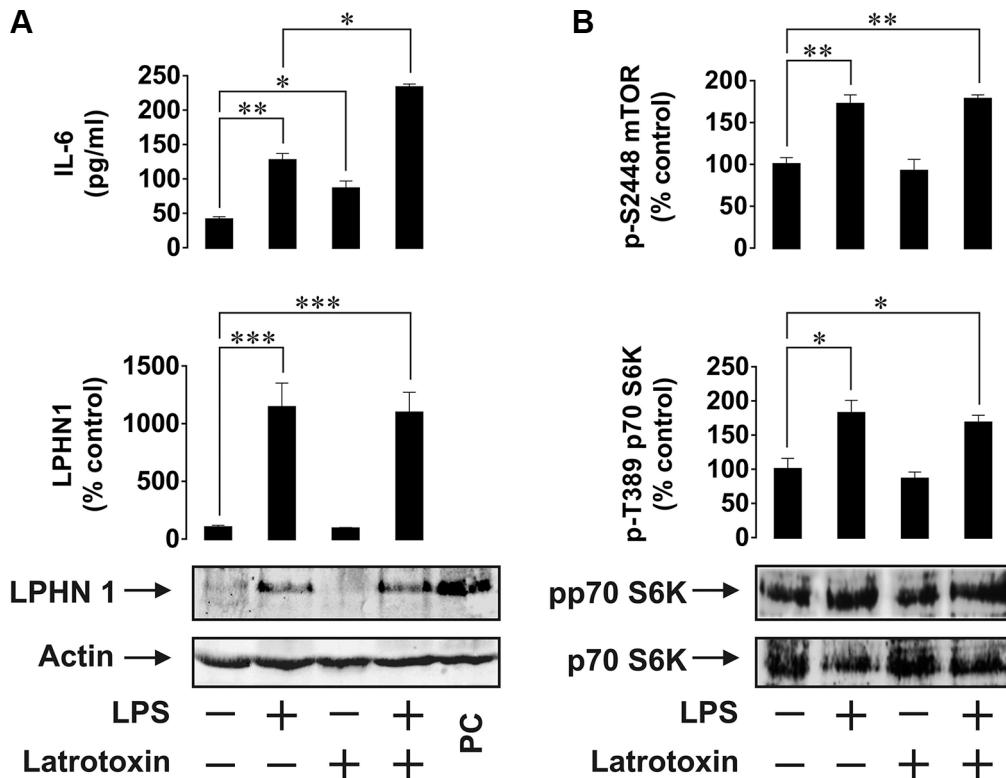 A
*
*
**
250
200
150
100
50
0
IL-6
(pg/ml)
***
***
1500
1000
500
0
LPHN1
(% control)
LPHN 1
Actin
LPS
− + − +
Latrotoxin
− − + +
PC
B
**
**
200
150
100
50
0
p-S2448 mTOR
(% control)
*
*
250
200
150
100
50
0
p-T389 p70 S6K
(% control)
pp70 S6K
p70 S6K
LPS
− + − +
Latrotoxin
− − + +